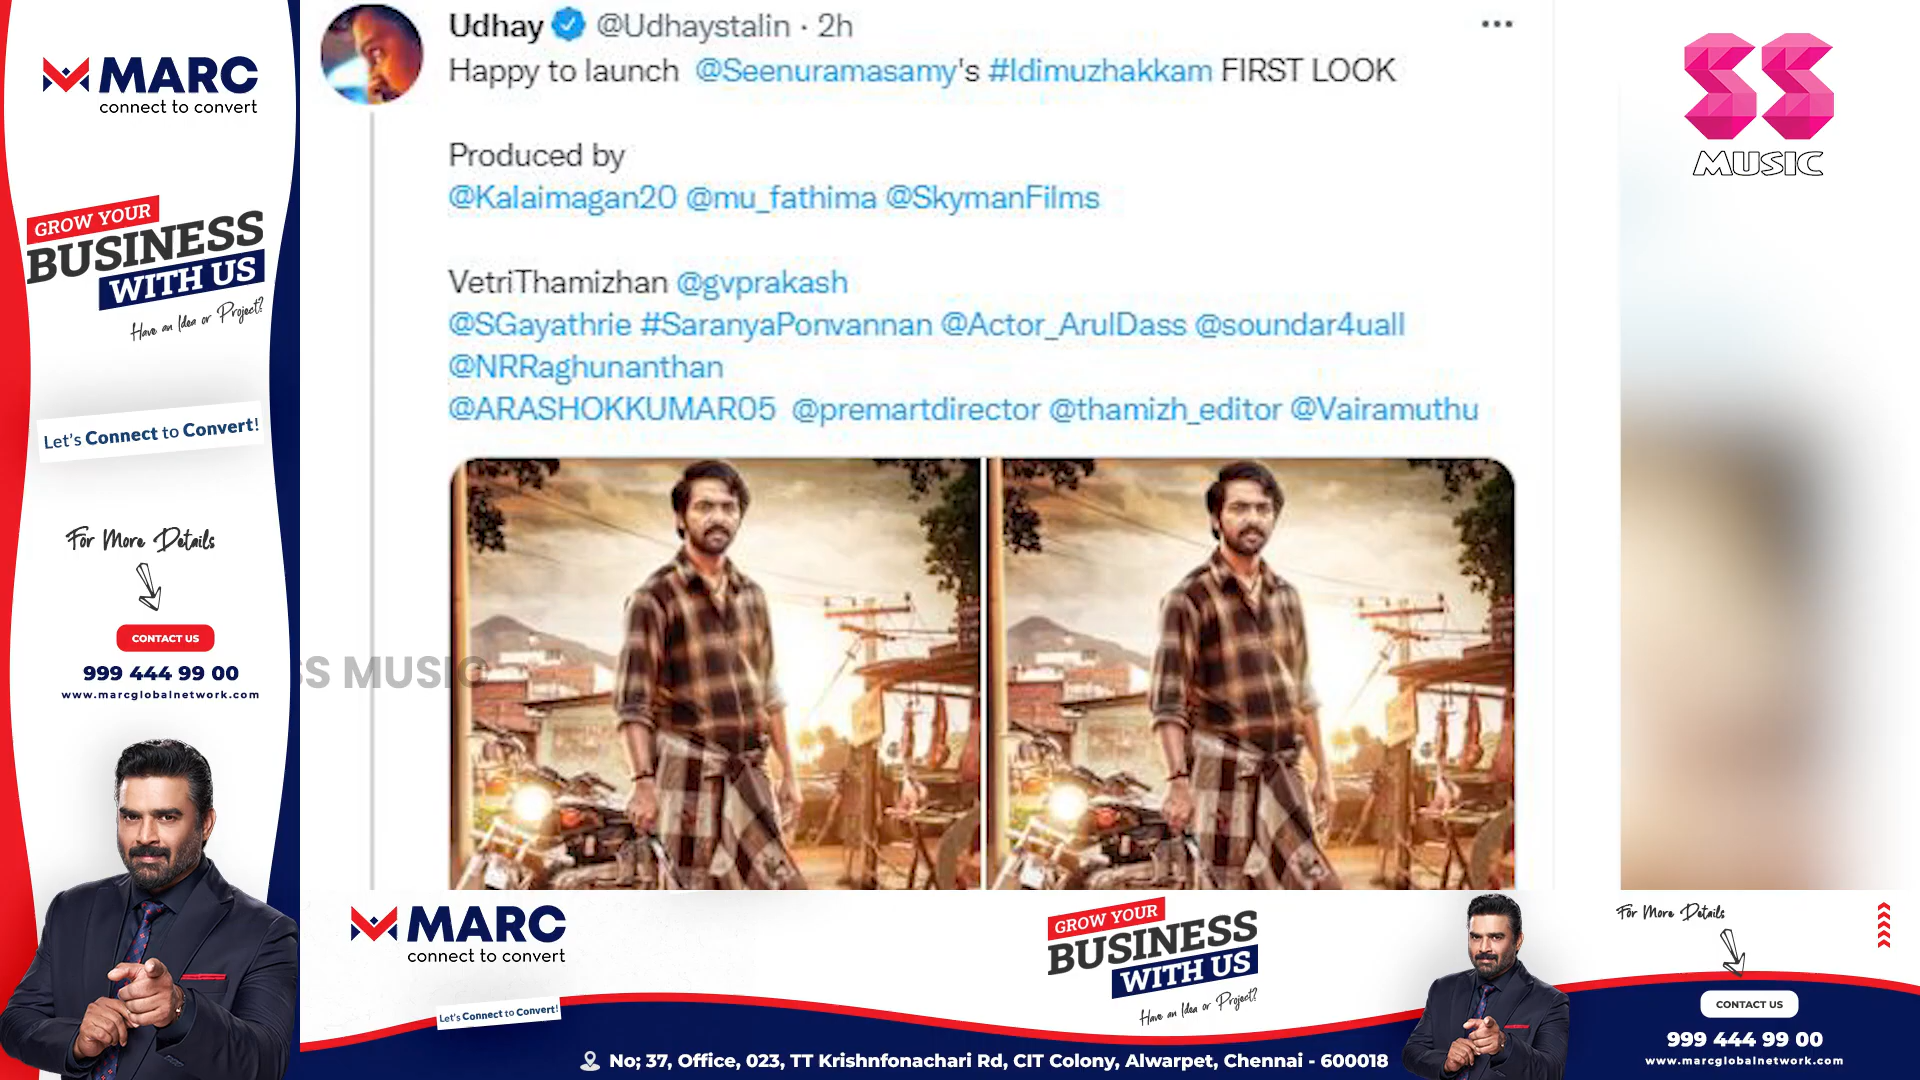 MARC
connect to convert
GROW YOUR
BUSINESS
WITH US
Have an Idea or Project?
Let's Connect to Convert!
For More Details
CONTACT US
999 444 99 00
www.marcglobalnetwork.com
Udhay @Udhaystalin · 2h
Happy to launch @Seenuramasamy's #Idimuzhakkam FIRST LOOK
Produced by
@Kalaimagan20 @mu_fathima @SkymanFilms
VetriThamizhan @gvprakash
@SGayathrie #SaranyaPonvannan @Actor_ArulDass @soundar4uall
@NRRaghunanthan
@ARASHOKKUMAR05 @premartdirector @thamizh_editor @Vairamuthu
SS MUSIC
SS
MUSIC
MARC
connect to convert
Let's Connect to Convert!
GROW YOUR
BUSINESS
WITH US
Have an Idea or Project?
For More Details
CONTACT US
999 444 99 00
www.marcglobalnetwork.com
No; 37, Office, 023, TT Krishnfonachari Rd, CIT Colony, Alwarpet, Chennai - 600018